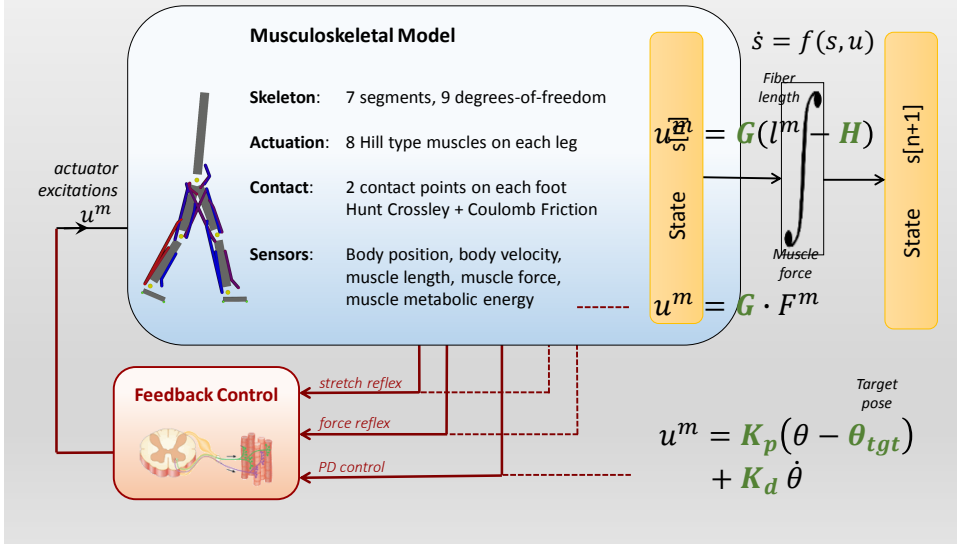 Musculoskeletal Model
Skeleton: 7 segments, 9 degrees-of-freedom
Actuation: 8 Hill type muscles on each leg
Contact: 2 contact points on each foot
Hunt Crossley + Coulomb Friction
Sensors: Body position, body velocity,
muscle length, muscle force,
muscle metabolic energy
actuator
excitations
u^m
Feedback Control
stretch reflex
force reflex
PD control
ṡ = f(s, u)
Fiber
length
u^m = G(l^m − H)
State
State s[n+1]
Muscle
force
u^m = G · F^m
Target
pose
u^m = K_p(θ − θ_tgt)
+ K_d θ̇